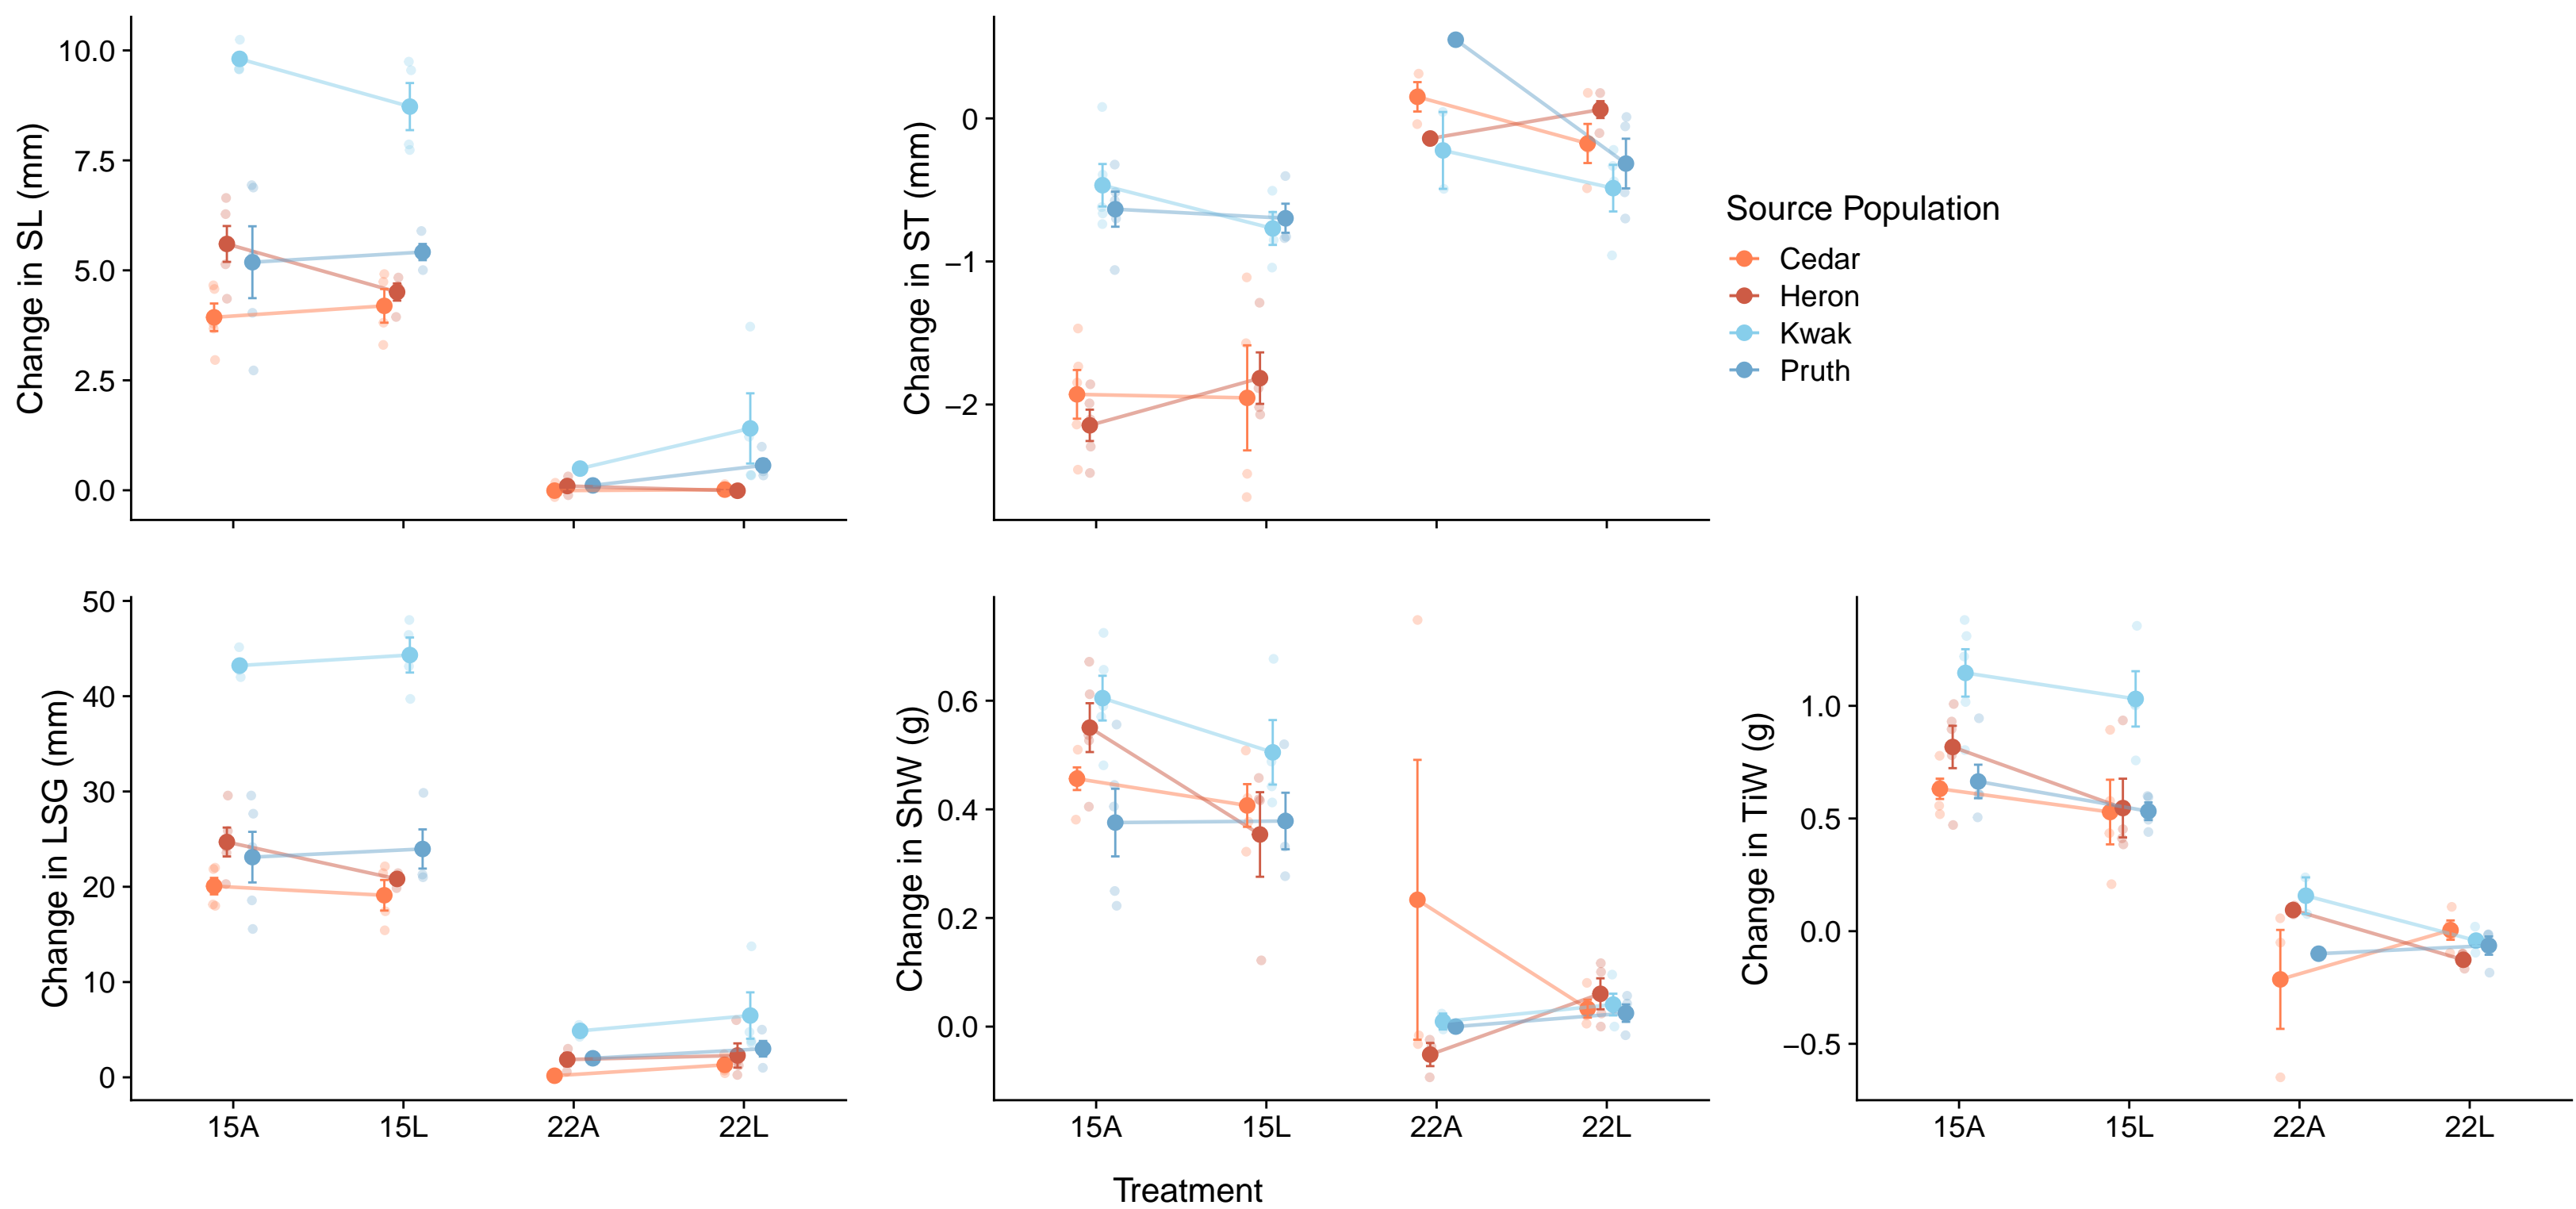 Change in SL (mm)
10.0
7.5
5.0
2.5
0.0
Change in ST (mm)
0
−1
−2
Source Population
Cedar
Heron
Kwak
Pruth
Change in LSG (mm)
50
40
30
20
10
0
15A 15L 22A 22L
Change in ShW (g)
0.6
0.4
0.2
0.0
15A 15L 22A 22L
Change in TiW (g)
1.0
0.5
0.0
−0.5
15A 15L 22A 22L
Treatment